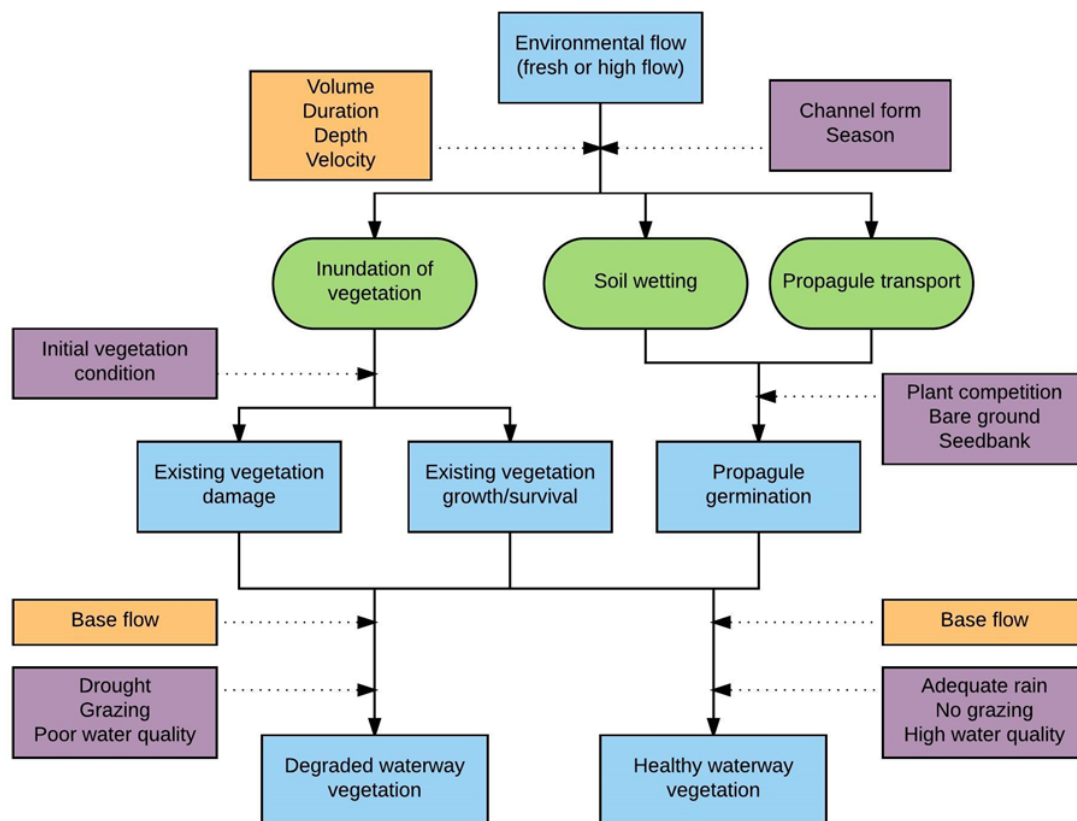 Environmental flow
(fresh or high flow)
Volume
Duration
Depth
Velocity
Channel form
Season
Inundation of
vegetation
Soil wetting
Propagule transport
Initial vegetation
condition
Plant competition
Bare ground
Seedbank
Existing vegetation
damage
Existing vegetation
growth/survival
Propagule
germination
Base flow
Base flow
Drought
Grazing
Poor water quality
Adequate rain
No grazing
High water quality
Degraded waterway
vegetation
Healthy waterway
vegetation